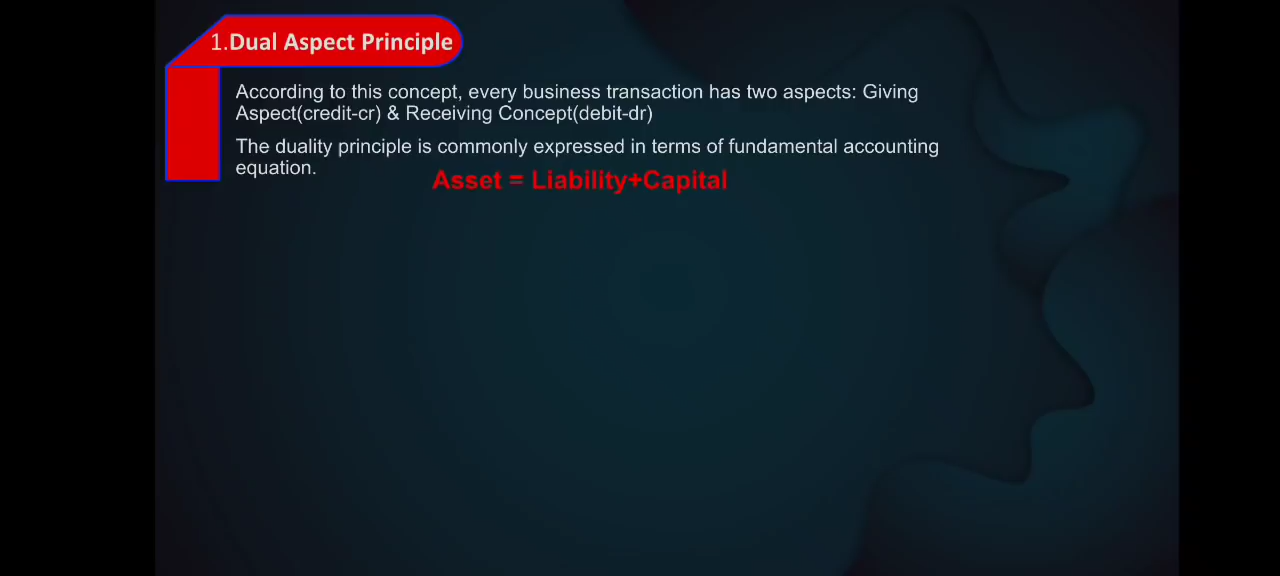 1.Dual Aspect Principle
According to this concept, every business transaction has two aspects: Giving
Aspect(credit-cr) & Receiving Concept(debit-dr)
The duality principle is commonly expressed in terms of fundamental accounting
equation.
Asset = Liability+Capital